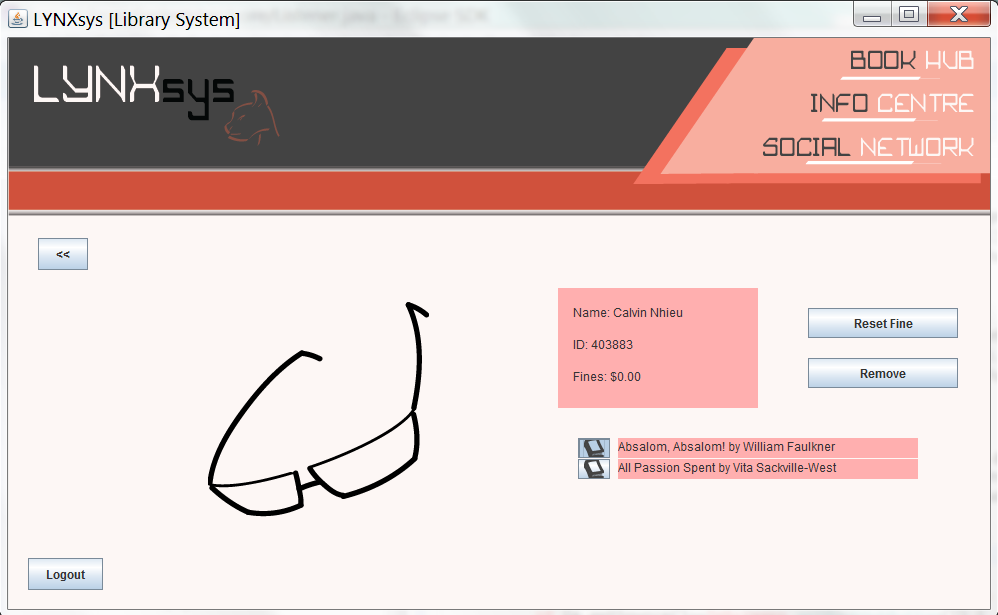 LYNXsys [Library System]
LYNXsys
BOOK HUB
INFO CENTRE
SOCIAL NETWORK
<<
Name: Calvin Nhieu
ID: 403883
Fines: $0.00
Reset Fine
Remove
Absalom, Absalom! by William Faulkner
All Passion Spent by Vita Sackville-West
Logout